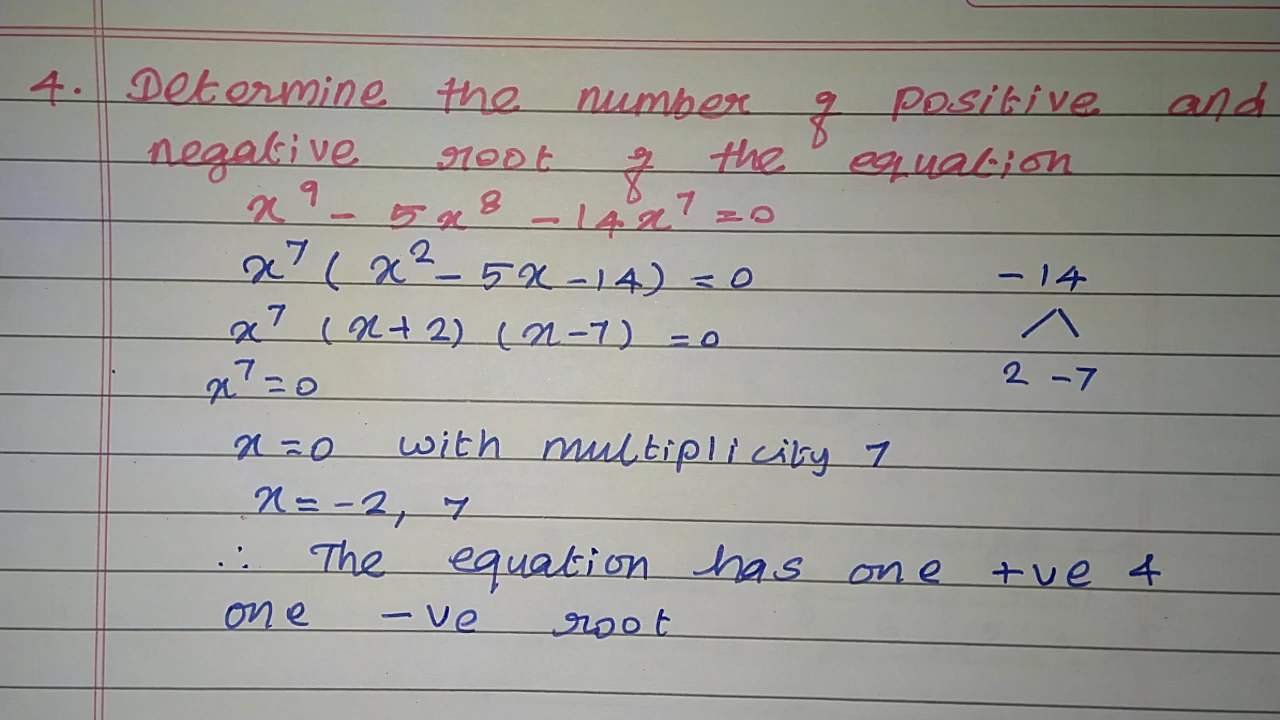 4. Determine the number of positive and
negative root of the equation
x⁹ - 5x⁸ - 14x⁷ = 0
x⁷ ( x² - 5x - 14) = 0 - 14
x⁷ (x+2) (x-7) = 0
x⁷ = 0 2 -7
x = 0 with multiplicity 7
x = -2, 7
∴ The equation has one +ve &
one -ve root